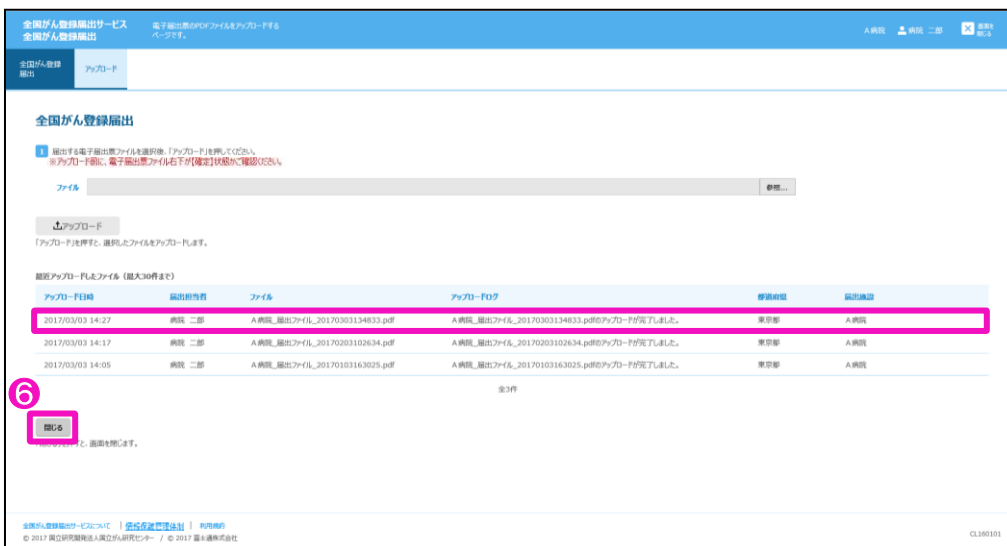 全国がん登録届出サービス
全国がん登録届出
電子届出票のPDFファイルをアップロードする
ページです。
A病院 病院 二郎 画面を
閉じる
全国がん登録
届出
アップロード
全国がん登録届出
1 届出する電子届出票ファイルを選択後、「アップロード」を押してください。
※アップロード前に、電子届出票ファイル右下が【確定】状態かご確認ください。
ファイル 参照...
アップロード
「アップロード」を押すと、選択したファイルをアップロードします。
最近アップロードしたファイル（最大30件まで）
アップロード日時 届出担当者 ファイル アップロードログ 都道府県 届出施設
2017/03/03 14:27 病院 二郎 A病院_届出ファイル_20170303134833.pdf A病院_届出ファイル_20170303134833.pdfのアップロードが完了しました。 東京都 A病院
2017/03/03 14:17 病院 二郎 A病院_届出ファイル_20170203102634.pdf A病院_届出ファイル_20170203102634.pdfのアップロードが完了しました。 東京都 A病院
2017/03/03 14:05 病院 二郎 A病院_届出ファイル_20170103163025.pdf A病院_届出ファイル_20170103163025.pdfのアップロードが完了しました。 東京都 A病院
全3件
⑥
閉じる
と、画面を閉じます。
全国がん登録届出サービスについて | 情報保護管理体制 | 利用規約
© 2017 国立研究開発法人国立がん研究センター / © 2017 富士通株式会社
CL160101